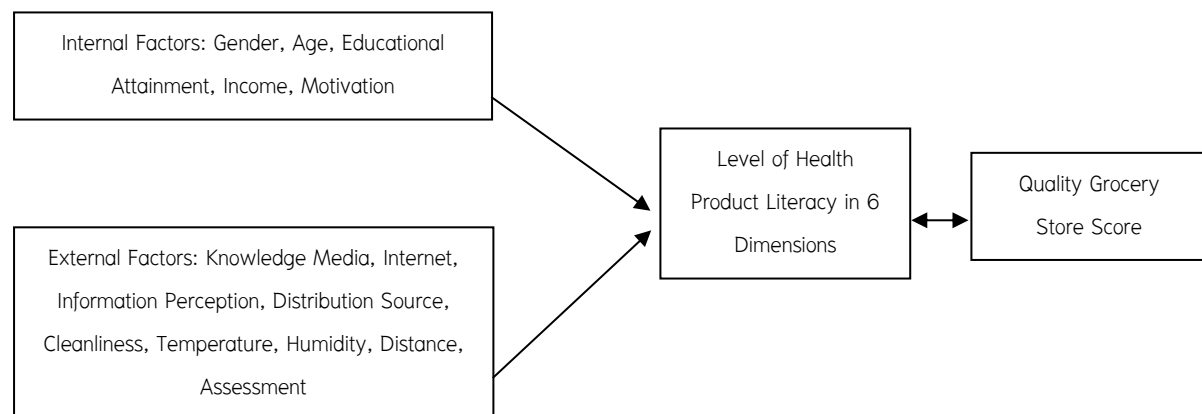 Internal Factors: Gender, Age, Educational
Attainment, Income, Motivation
Level of Health
Product Literacy in 6
Dimensions
Quality Grocery
Store Score
External Factors: Knowledge Media, Internet,
Information Perception, Distribution Source,
Cleanliness, Temperature, Humidity, Distance,
Assessment